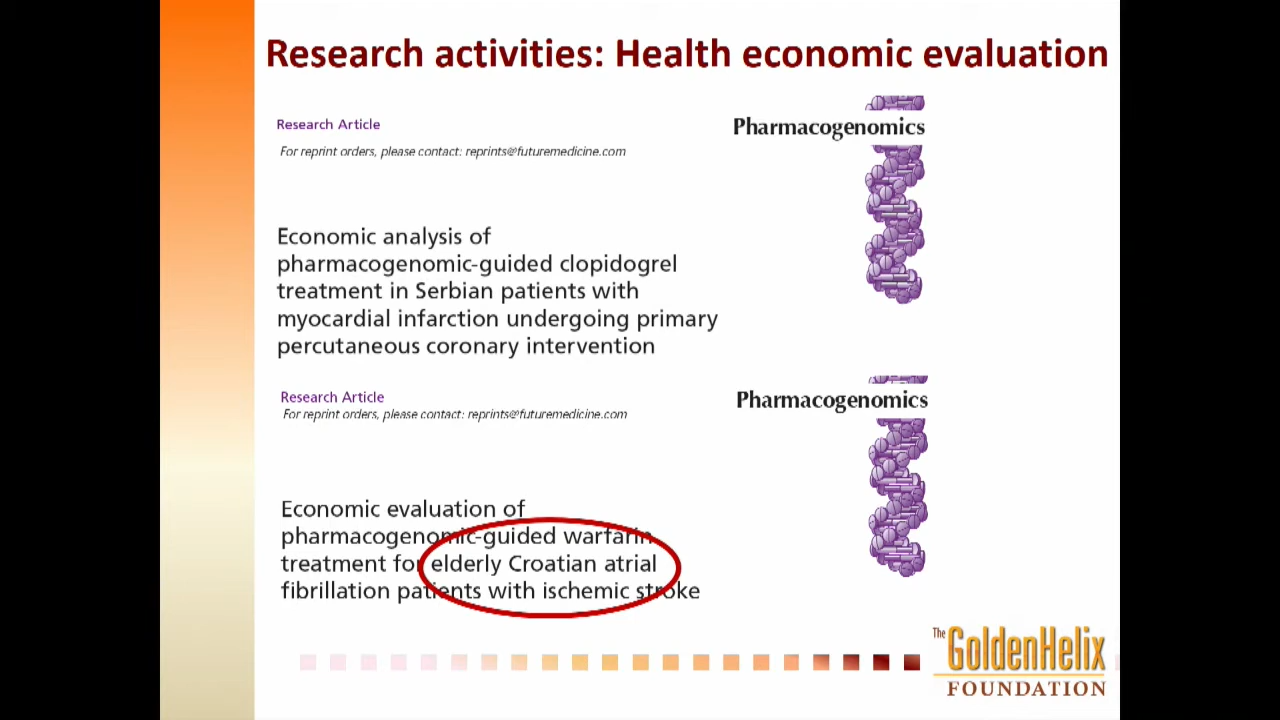 Research activities: Health economic evaluation
Research Article
Pharmacogenomics
For reprint orders, please contact: reprints@futuremedicine.com
Economic analysis of
pharmacogenomic-guided clopidogrel
treatment in Serbian patients with
myocardial infarction undergoing primary
percutaneous coronary intervention
Research Article
Pharmacogenomics
For reprint orders, please contact: reprints@futuremedicine.com
Economic evaluation of
pharmacogenomic-guided warfarin
treatment for elderly Croatian atrial
fibrillation patients with ischemic stroke
The GoldenHelix
FOUNDATION